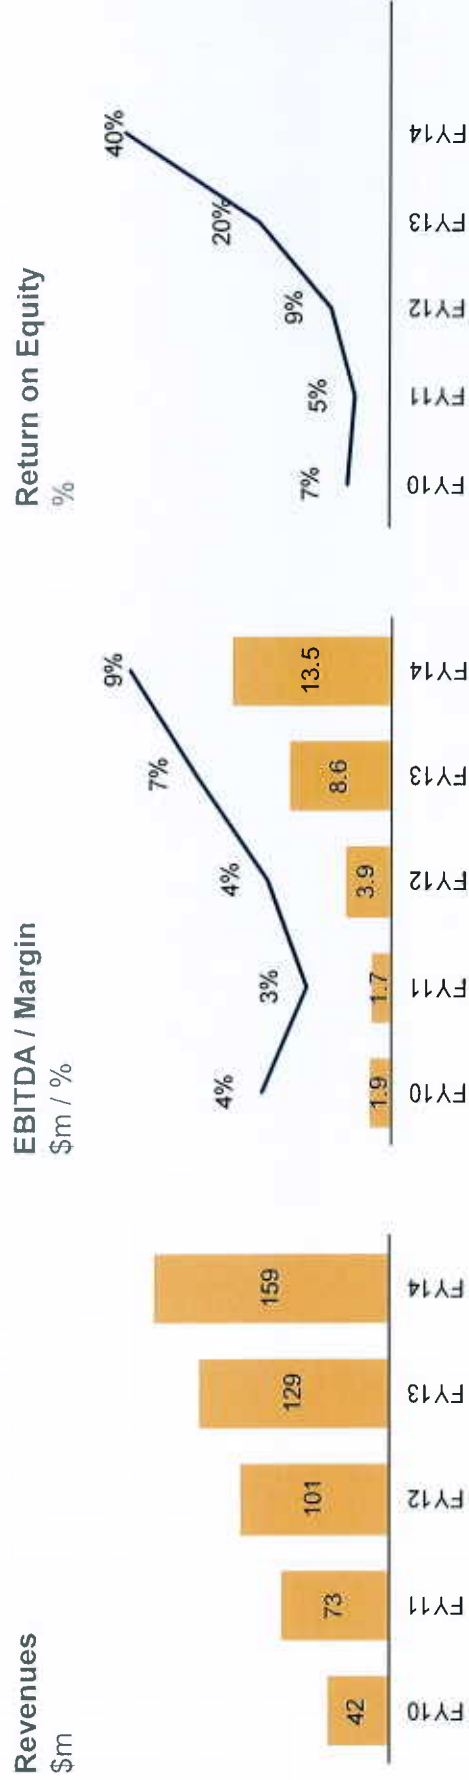 Revenues
$m
42
73
101
129
159
FY10
FY11
FY12
FY13
FY14
EBITDA / Margin
$m / %
4%
3%
4%
7%
9%
1.9
1.7
3.9
8.6
13.5
FY10
FY11
FY12
FY13
FY14
Return on Equity
%
7%
5%
9%
20%
40%
FY10
FY11
FY12
FY13
FY14